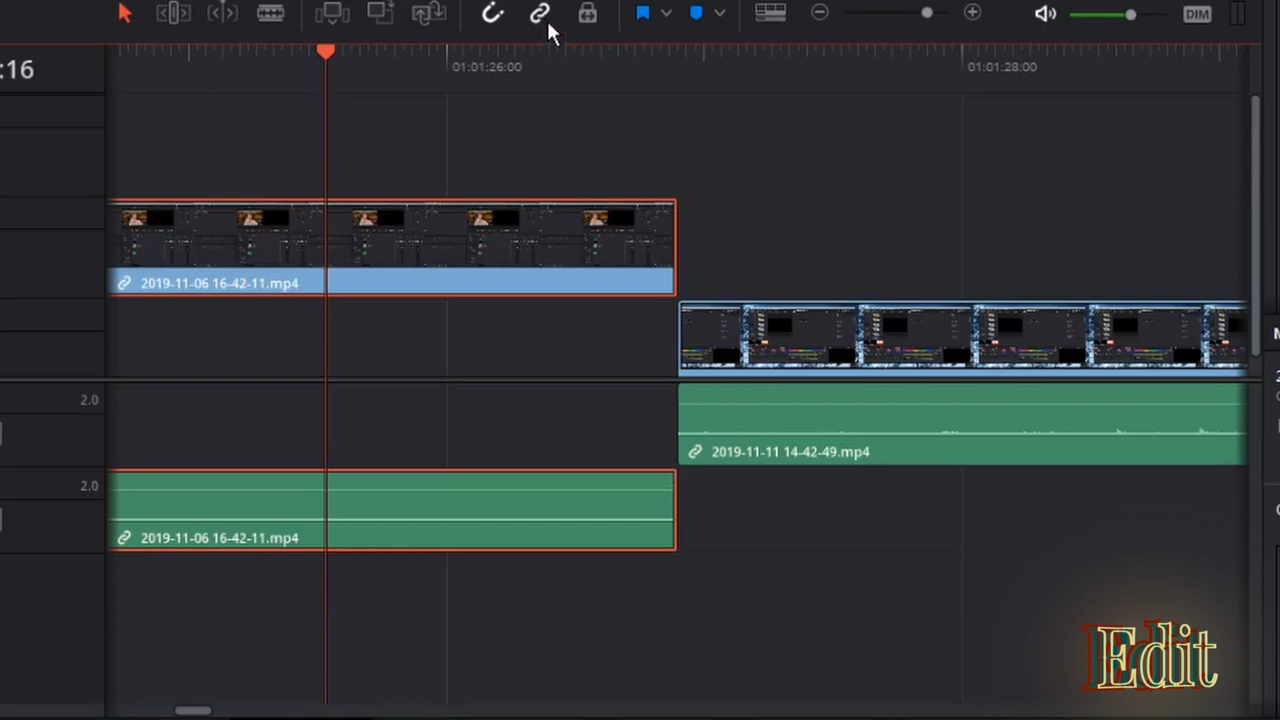 DIM
:16
01:01:26:00
01:01:28:00
2019-11-06 16-42-11.mp4
2.0
2019-11-11 14-42-49.mp4
2.0
2019-11-06 16-42-11.mp4
Edit